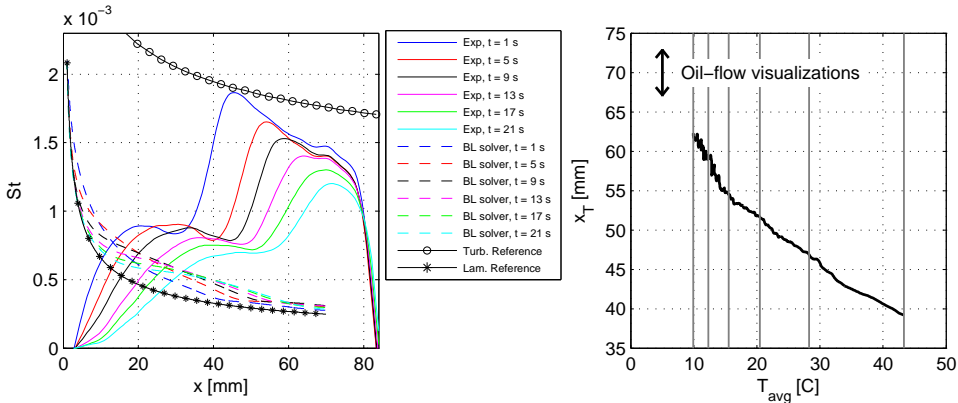 x 10⁻³
2
1.5
1
0.5
0
St
0 20 40 60 80
x [mm]
Exp, t = 1 s
Exp, t = 5 s
Exp, t = 9 s
Exp, t = 13 s
Exp, t = 17 s
Exp, t = 21 s
BL solver, t = 1 s
BL solver, t = 5 s
BL solver, t = 9 s
BL solver, t = 13 s
BL solver, t = 17 s
BL solver, t = 21 s
Turb. Reference
Lam. Reference
75
70
65
60
55
50
45
40
35
x_T [mm]
Oil−flow visualizations
0 10 20 30 40 50
T_avg [C]